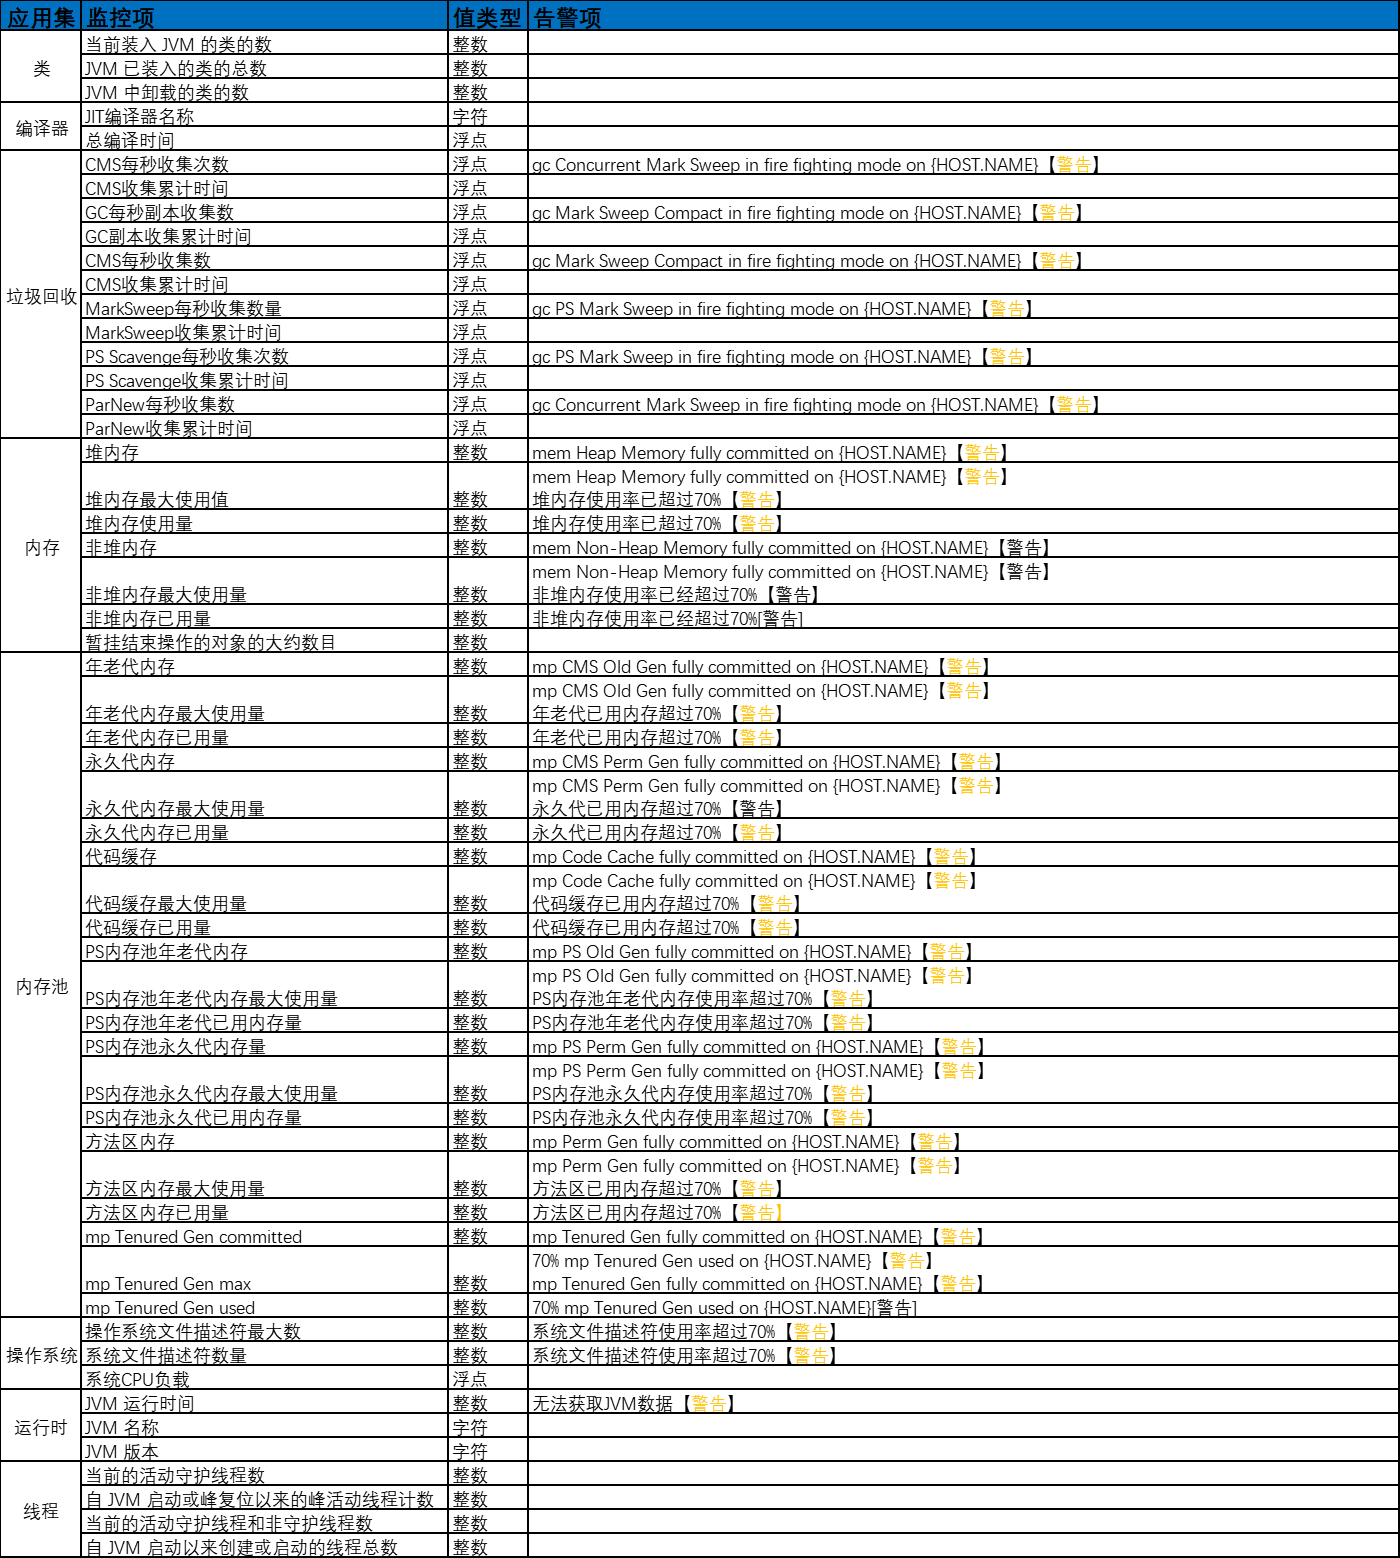 应用集 监控项 值类型 告警项
类
当前装入 JVM 的类的数 整数
JVM 已装入的类的总数 整数
JVM 中卸载的类的数 整数
编译器
JIT编译器名称 字符
总编译时间 浮点
垃圾回收
CMS每秒收集次数 浮点 gc Concurrent Mark Sweep in fire fighting mode on {HOST.NAME}【警告】
CMS收集累计时间 浮点
GC每秒副本收集数 浮点 gc Mark Sweep Compact in fire fighting mode on {HOST.NAME}【警告】
GC副本收集累计时间 浮点
CMS每秒收集数 浮点 gc Mark Sweep Compact in fire fighting mode on {HOST.NAME}【警告】
CMS收集累计时间 浮点
MarkSweep每秒收集数量 浮点 gc PS Mark Sweep in fire fighting mode on {HOST.NAME}【警告】
MarkSweep收集累计时间 浮点
PS Scavenge每秒收集次数 浮点 gc PS Mark Sweep in fire fighting mode on {HOST.NAME}【警告】
PS Scavenge收集累计时间 浮点
ParNew每秒收集数 浮点 gc Concurrent Mark Sweep in fire fighting mode on {HOST.NAME}【警告】
ParNew收集累计时间 浮点
内存
堆内存 整数 mem Heap Memory fully committed on {HOST.NAME}【警告】
mem Heap Memory fully committed on {HOST.NAME}【警告】
堆内存最大使用值 整数 堆内存使用率已超过70%【警告】
堆内存使用量 整数 堆内存使用率已超过70%【警告】
非堆内存 整数 mem Non-Heap Memory fully committed on {HOST.NAME}【警告】
mem Non-Heap Memory fully committed on {HOST.NAME}【警告】
非堆内存最大使用量 整数 非堆内存使用率已经超过70%【警告】
非堆内存已用量 整数 非堆内存使用率已经超过70%[警告]
暂挂结束操作的对象的大约数目 整数
内存池
年老代内存 整数 mp CMS Old Gen fully committed on {HOST.NAME}【警告】
mp CMS Old Gen fully committed on {HOST.NAME}【警告】
年老代内存最大使用量 整数 年老代已用内存超过70%【警告】
年老代内存已用量 整数 年老代已用内存超过70%【警告】
永久代内存 整数 mp CMS Perm Gen fully committed on {HOST.NAME}【警告】
mp CMS Perm Gen fully committed on {HOST.NAME}【警告】
永久代内存最大使用量 整数 永久代已用内存超过70%【警告】
永久代内存已用量 整数 永久代已用内存超过70%【警告】
代码缓存 整数 mp Code Cache fully committed on {HOST.NAME}【警告】
mp Code Cache fully committed on {HOST.NAME}【警告】
代码缓存最大使用量 整数 代码缓存已用内存超过70%【警告】
代码缓存已用量 整数 代码缓存已用内存超过70%【警告】
PS内存池年老代内存 整数 mp PS Old Gen fully committed on {HOST.NAME}【警告】
mp PS Old Gen fully committed on {HOST.NAME}【警告】
PS内存池年老代内存最大使用量 整数 PS内存池年老代内存使用率超过70%【警告】
PS内存池年老代已用内存量 整数 PS内存池年老代内存使用率超过70%【警告】
PS内存池永久代内存量 整数 mp PS Perm Gen fully committed on {HOST.NAME}【警告】
mp PS Perm Gen fully committed on {HOST.NAME}【警告】
PS内存池永久代内存最大使用量 整数 PS内存池永久代内存使用率超过70%【警告】
PS内存池永久代已用内存量 整数 PS内存池永久代内存使用率超过70%【警告】
方法区内存 整数 mp Perm Gen fully committed on {HOST.NAME}【警告】
mp Perm Gen fully committed on {HOST.NAME}【警告】
方法区内存最大使用量 整数 方法区已用内存超过70%【警告】
方法区内存已用量 整数 方法区已用内存超过70%【警告】
mp Tenured Gen committed 整数 mp Tenured Gen fully committed on {HOST.NAME}【警告】
70% mp Tenured Gen used on {HOST.NAME}【警告】
mp Tenured Gen max 整数 mp Tenured Gen fully committed on {HOST.NAME}【警告】
mp Tenured Gen used 整数 70% mp Tenured Gen used on {HOST.NAME}[警告]
操作系统
操作系统文件描述符最大数 整数 系统文件描述符使用率超过70%【警告】
系统文件描述符数量 整数 系统文件描述符使用率超过70%【警告】
系统CPU负载 浮点
运行时
JVM 运行时间 整数 无法获取JVM数据【警告】
JVM 名称 字符
JVM 版本 字符
线程
当前的活动守护线程数 整数
自 JVM 启动或峰复位以来的峰活动线程计数 整数
当前的活动守护线程和非守护线程数 整数
自 JVM 启动以来创建或启动的线程总数 整数